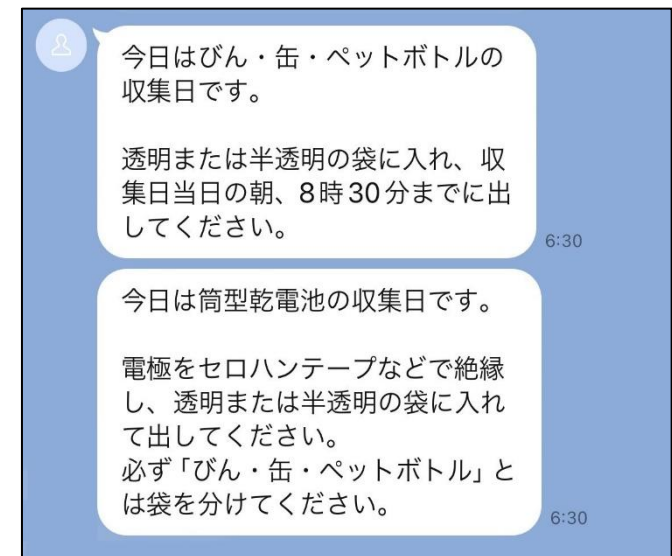 今日はびん・缶・ペットボトルの
収集日です。
透明または半透明の袋に入れ、収
集日当日の朝、8時30分までに出
してください。
6:30
今日は筒型乾電池の収集日です。
電極をセロハンテープなどで絶縁
し、透明または半透明の袋に入れ
て出してください。
必ず「びん・缶・ペットボトル」と
は袋を分けてください。
6:30